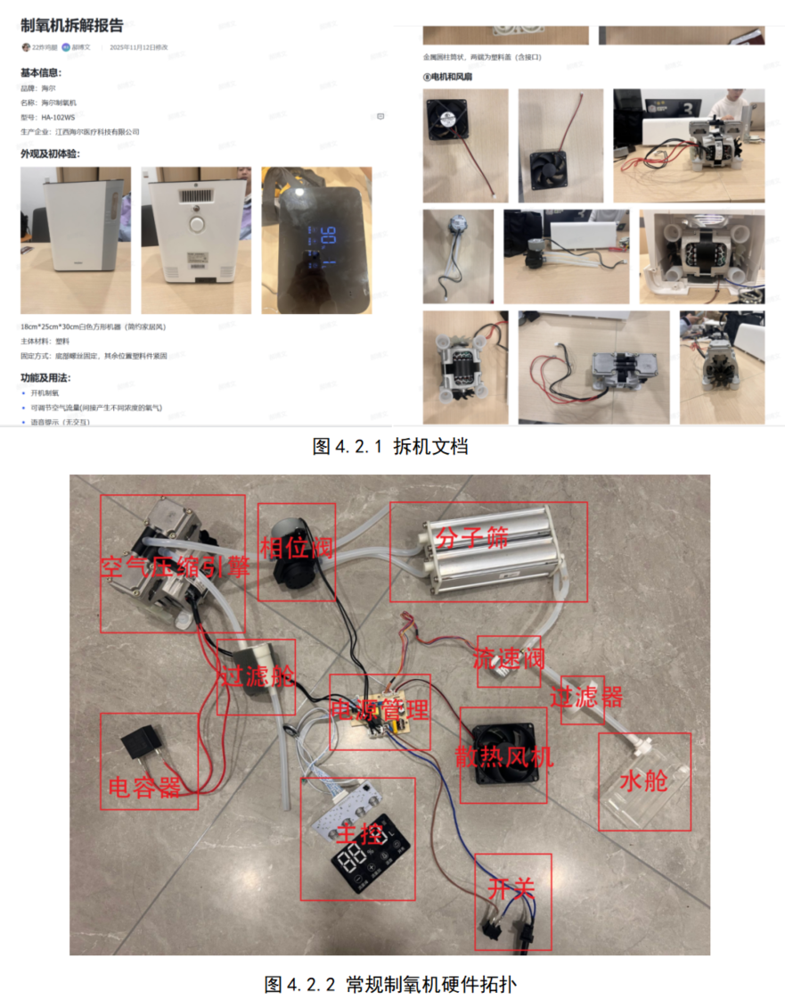 制氧机拆解报告
2025年11月12日修改
基本信息：
品牌：海尔
名称：海尔制氧机
型号：HA-102WS
生产企业：江西海尔医疗科技有限公司
外观及初体验：
90
1
18cm*25cm*30cm白色方形机器（简约家居风）
主体材料：塑料
固定方式：底部螺丝固定，其余位置塑料件紧固
功能及用法：
开机制氧
可调节空气流量(间接产生不同浓度的氧气)
语音提示（无交互）
金属圆柱筒状，两端为塑料盖（含接口）
⑧电机和风扇
3
图4.2.1 拆机文档
空气压缩引擎
相位阀
分子筛
过滤舱
电源管理
流速阀
过滤器
电容器
散热风机
水舱
主控
88
%
8
L
开关
图4.2.2 常规制氧机硬件拓扑